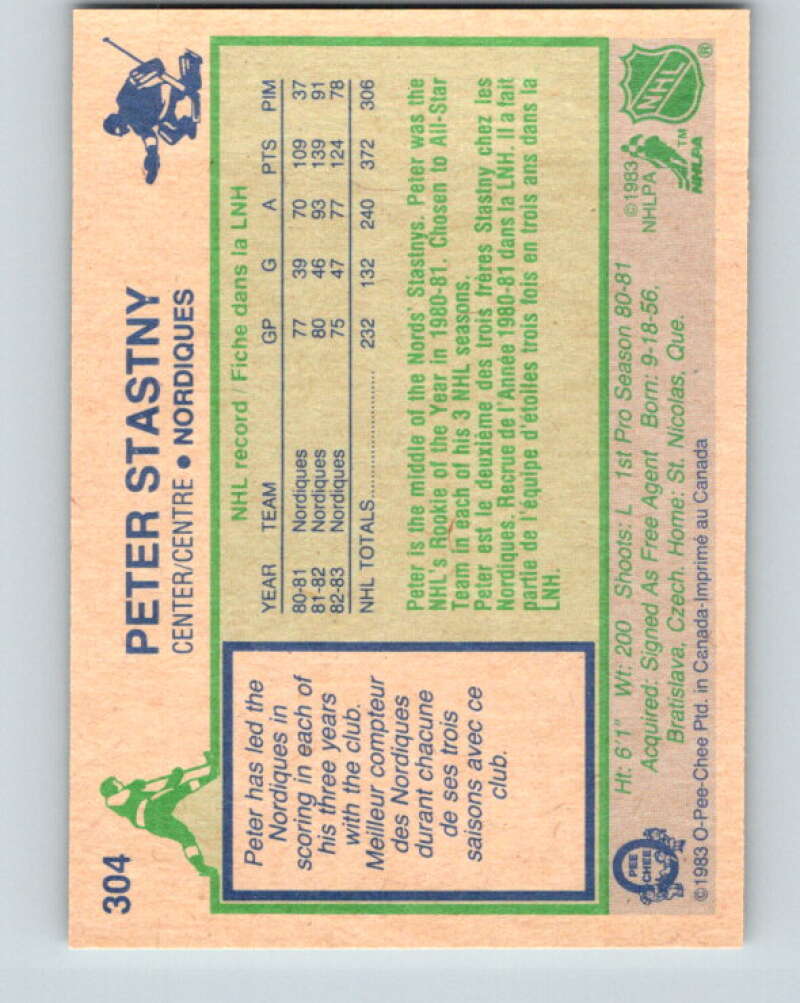 304
PETER STASTNY
CENTER/CENTRE • NORDIQUES
Peter has led the
Nordiques in
scoring in each of
his three years
with the club.
Meilleur compteur
des Nordiques
durant chacune
de ses trois
saisons avec ce
club.
NHL record / Fiche dans la LNH
YEAR TEAM GP G A PTS PIM
80-81 Nordiques 77 39 70 109 37
81-82 Nordiques 80 46 93 139 91
82-83 Nordiques 75 47 77 124 78
NHL TOTALS 232 132 240 372 306
Peter is the middle of the Nords' Stastnys. Peter was the
NHL's Rookie of the Year in 1980-81. Chosen to All-Star
Team in each of his 3 NHL seasons.
Peter est le deuxième des trois frères Stastny chez les
Nordiques. Recrue de l'Année 1980-81 dans la LNH. Il a fait
partie de l'équipe d'étoiles trois fois en trois ans dans la
LNH.
Ht: 6'1" Wt: 200 Shoots: L 1st Pro Season 80-81
Acquired: Signed As Free Agent Born: 9-18-56,
Bratislava, Czech. Home: St. Nicolas, Que.
©1983 O-Pee-Chee Ptd. in Canada-Imprimé au Canada
O PEE CHEE
©1983
NHLPA
NHL ®
NHLPA ™